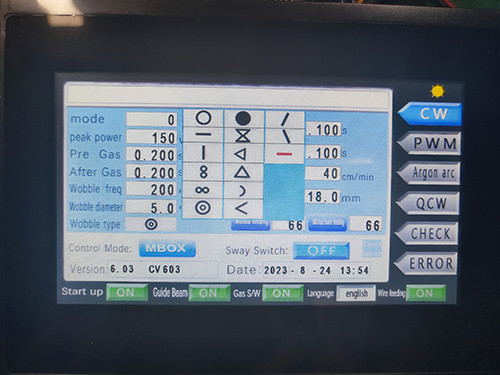 CW
mode 0
peak power 150 .100 s
PWM
Pre Gas 0.200 s .100 s
After Gas 0.200 s 40 cm/min
Argon arc
Wobble freq 200 18.0 mm
QCW
Wobble diameter 5.0
Wobble type 66 66
CHECK
Control Mode: MBOX Sway Switch: OFF
Version: 6.03 CV603 Date: 2023-8-24 13:54
ERROR
Start up ON Guide Beam ON Gas S/W ON Language english Wire feeding ON